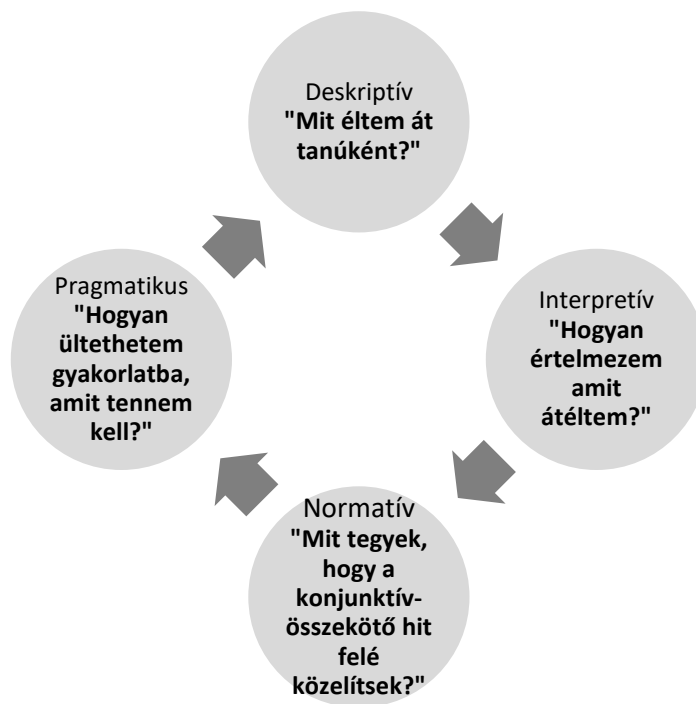 Deskriptív
"Mit éltem át
tanúként?"
Interpretív
"Hogyan
értelmezem
amit
átéltem?"
Normatív
"Mit tegyek,
hogy a
konjunktív-
összekötő hit
felé
közelítsek?"
Pragmatikus
"Hogyan
ültethetem
gyakorlatba,
amit tennem
kell?"